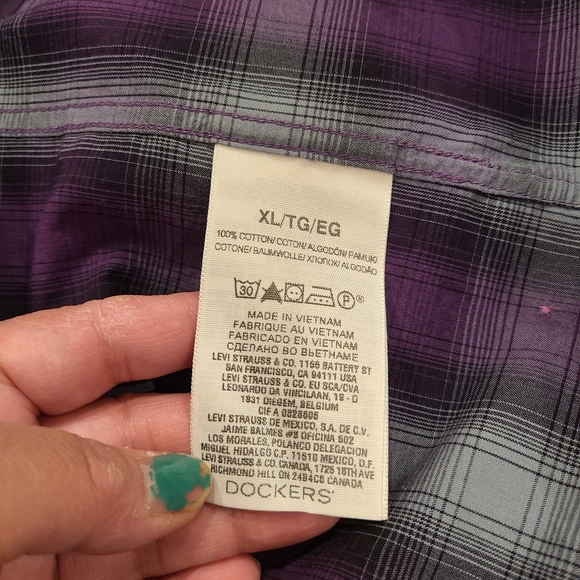 XL/TG/EG
100% COTTON/COTON/ALGODÓN/PAMUK/
COTONE/BAUMWOLLE/ХЛОПОК/ALGODÃO
30 P®
MADE IN VIETNAM
FABRIQUE AU VIETNAM
FABRICADO EN VIETNAM
СДЕЛАНО ВО ВЬЕТНАМЕ
LEVI STRAUSS & CO. 1155 BATTERY ST
SAN FRANCISCO, CA 94111 USA
LEVI STRAUSS & CO. EU SCA/CVA
LEONARDO DA VINCILAAN, 19 - D
1831 DIEGEM, BELGIUM
CIF A 0828606
LEVI STRAUSS DE MEXICO, S.A. DE C.V.
JAIME BALMES #8 OFICINA 502
LOS MORALES, POLANCO DELEGACION
MIGUEL HIDALGO C.P. 11510 MEXICO, D.F.
LEVI STRAUSS & CO. CANADA, 1725 16TH AVE
RICHMOND HILL ON 24B4C6 CANADA
DOCKERS